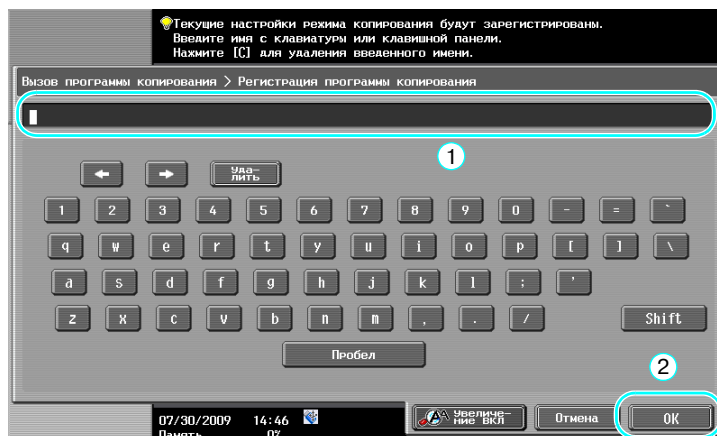 Текущие настройки режима копирования будут зарегистрированы.
Введите имя с клавиатуры или клавишной панели.
Нажмите [C] для удаления введенного имени.
Вызов программы копирования > Регистрация программы копирования
1
← → Уда-
лить
1 2 3 4 5 6 7 8 9 0 - = `
q w e r t y u i o p [ ] \
a s d f g h j k l ; '
z x c v b n m , . / Shift
Пробел
2
07/30/2009 14:46
Увеличе-
ние ВКЛ
Отмена
OK
Память 0%